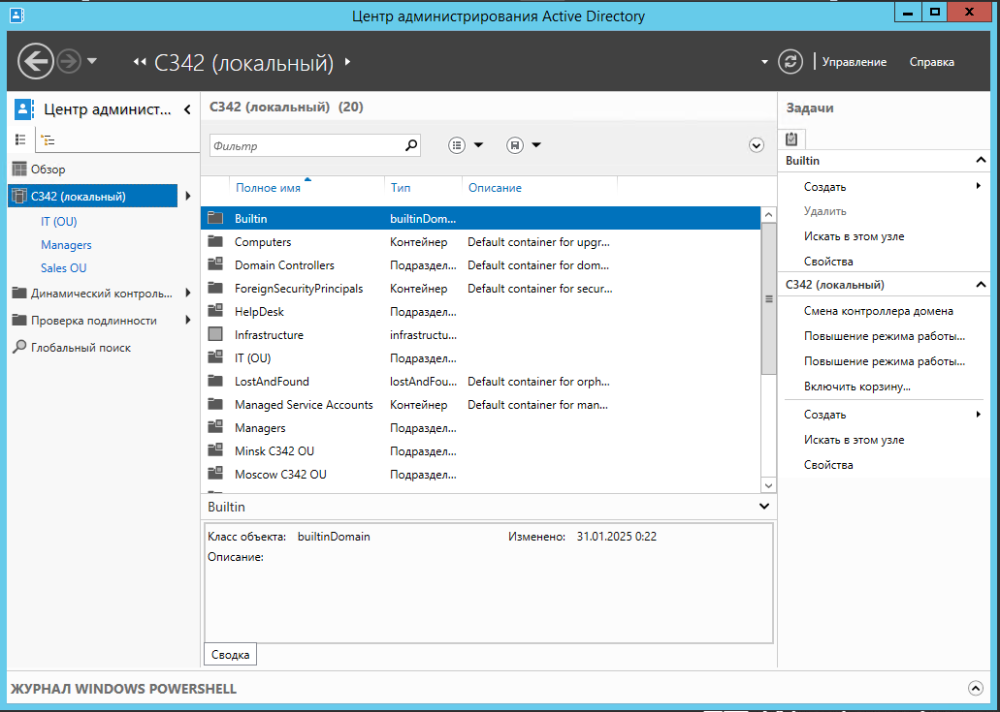 Центр администрирования Active Directory
C342 (локальный)
Управление
Справка
Центр админист...
Обзор
C342 (локальный)
IT (OU)
Managers
Sales OU
Динамический контроль...
Проверка подлинности
Глобальный поиск
C342 (локальный) (20)
Фильтр
Полное имя Тип Описание
Builtin builtinDom...
Computers Контейнер Default container for upgr...
Domain Controllers Подраздел... Default container for dom...
ForeignSecurityPrincipals Контейнер Default container for secur...
HelpDesk Подраздел...
Infrastructure infrastructu...
IT (OU) Подраздел...
LostAndFound lostAndFou... Default container for orph...
Managed Service Accounts Контейнер Default container for man...
Managers Подраздел...
Minsk C342 OU Подраздел...
Moscow C342 OU Подраздел...
Builtin
Класс объекта: builtinDomain Изменено: 31.01.2025 0:22
Описание:
Сводка
Задачи
Builtin
Создать
Удалить
Искать в этом узле
Свойства
C342 (локальный)
Смена контроллера домена
Повышение режима работы...
Повышение режима работы...
Включить корзину...
Создать
Искать в этом узле
Свойства
ЖУРНАЛ WINDOWS POWERSHELL